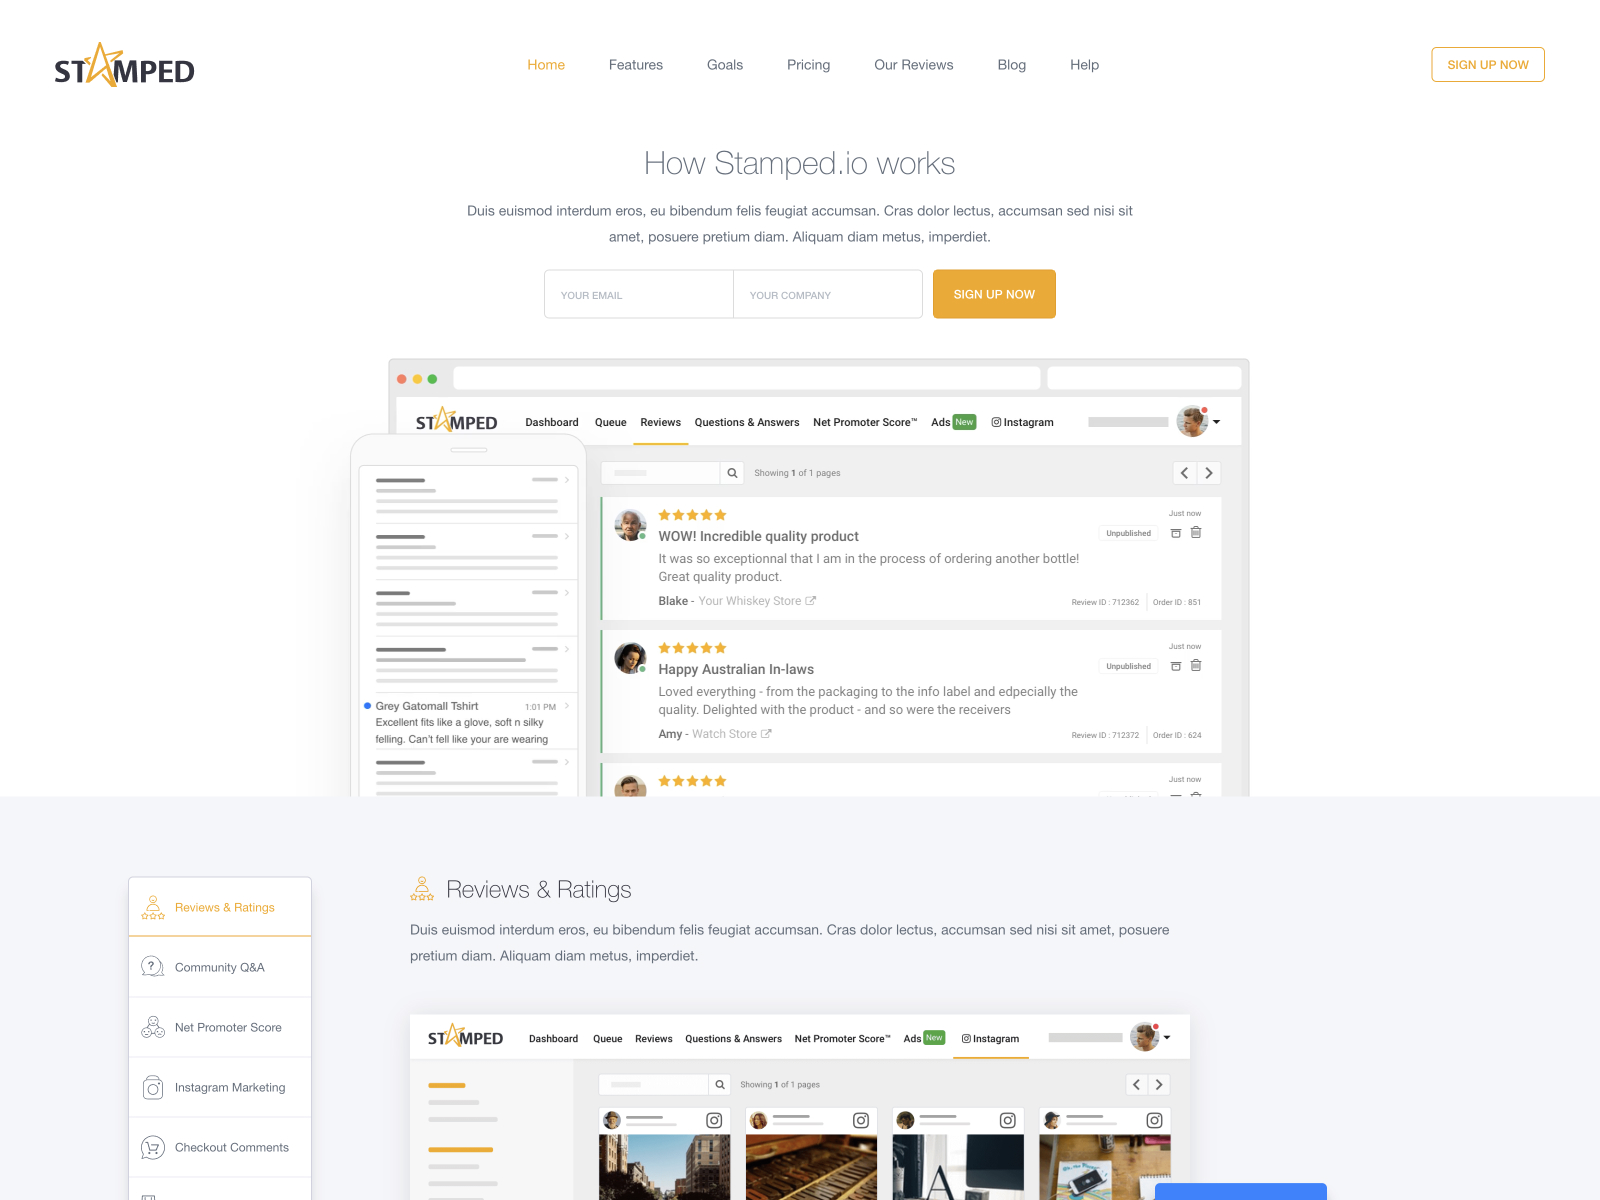 STAMPED
Home
Features
Goals
Pricing
Our Reviews
Blog
Help
SIGN UP NOW
How Stamped.io works
Duis euismod interdum eros, eu bibendum felis feugiat accumsan. Cras dolor lectus, accumsan sed nisi sit
amet, posuere pretium diam. Aliquam diam metus, imperdiet.
YOUR EMAIL
YOUR COMPANY
SIGN UP NOW
STAMPED
Dashboard
Queue
Reviews
Questions & Answers
Net Promoter Score™
Ads New
Instagram
Showing 1 of 1 pages
Just now
WOW! Incredible quality product
Unpublished
It was so exceptionnal that I am in the process of ordering another bottle!
Great quality product.
Blake - Your Whiskey Store
Review ID : 712362
Order ID : 851
Just now
Happy Australian In-laws
Unpublished
Loved everything - from the packaging to the info label and edpecially the
quality. Delighted with the product - and so were the receivers
Amy - Watch Store
Review ID : 712372
Order ID : 624
Just now
Grey Gatomall Tshirt
1:01 PM
Excellent fits like a glove, soft n silky
felling. Can't fell like your are wearing
Reviews & Ratings
Community Q&A
Net Promoter Score
Instagram Marketing
Checkout Comments
Reviews & Ratings
Duis euismod interdum eros, eu bibendum felis feugiat accumsan. Cras dolor lectus, accumsan sed nisi sit amet, posuere
pretium diam. Aliquam diam metus, imperdiet.
STAMPED
Dashboard
Queue
Reviews
Questions & Answers
Net Promoter Score™
Ads New
Instagram
Showing 1 of 1 pages